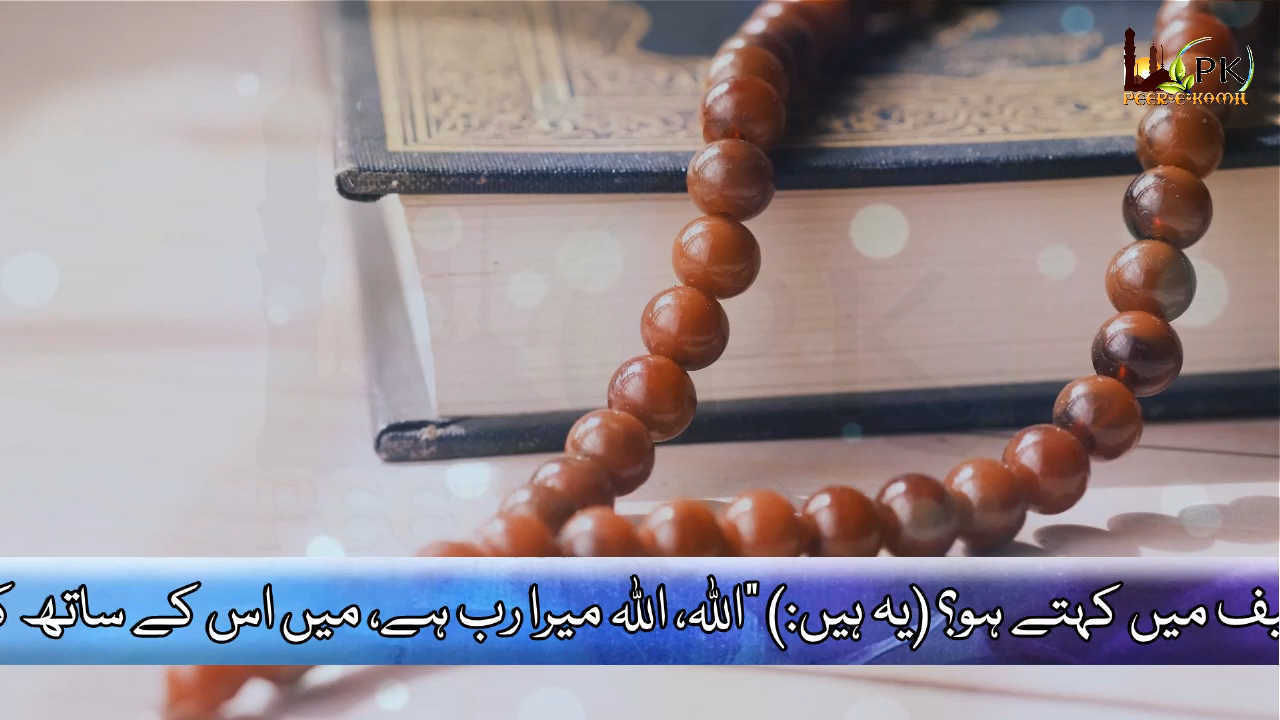 PK
PEER-E-KAMIL
میں کہتے ہو؟ (یہ ہیں:) "اللہ، اللہ میرا رب ہے، میں اس کے ساتھ